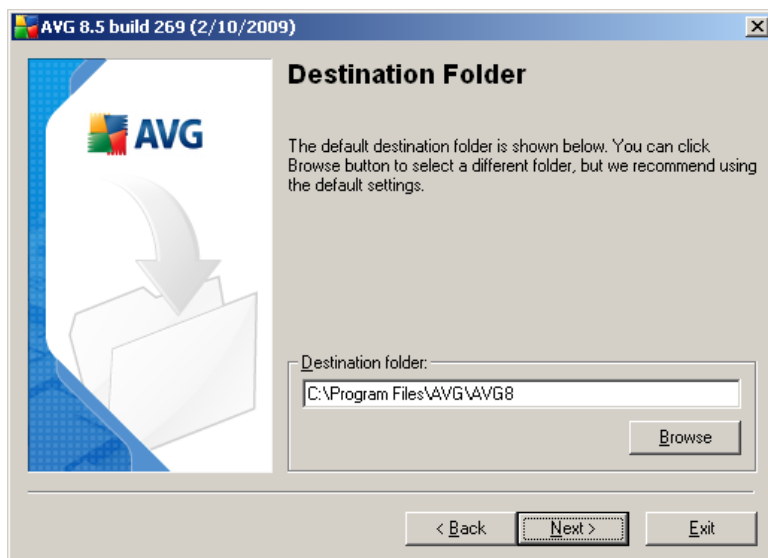 AVG 8.5 build 269 (2/10/2009)
AVG
Destination Folder
The default destination folder is shown below. You can click
Browse button to select a different folder, but we recommend using
the default settings.
Destination folder:
C:\Program Files\AVG\AVG8
Browse
< Back
Next >
Exit